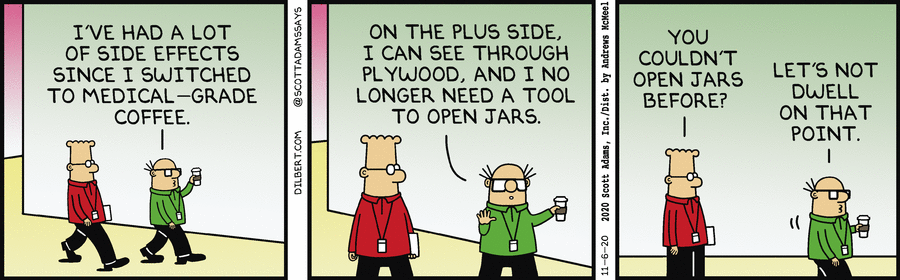 I'VE HAD A LOT
OF SIDE EFFECTS
SINCE I SWITCHED
TO MEDICAL-GRADE
COFFEE.
DILBERT.COM @SCOTTADAMSSAYS
ON THE PLUS SIDE,
I CAN SEE THROUGH
PLYWOOD, AND I NO
LONGER NEED A TOOL
TO OPEN JARS.
11-6-20 2020 Scott Adams, Inc./Dist. by Andrews McMeel
YOU
COULDN'T
OPEN JARS
BEFORE?
LET'S NOT
DWELL
ON THAT
POINT.